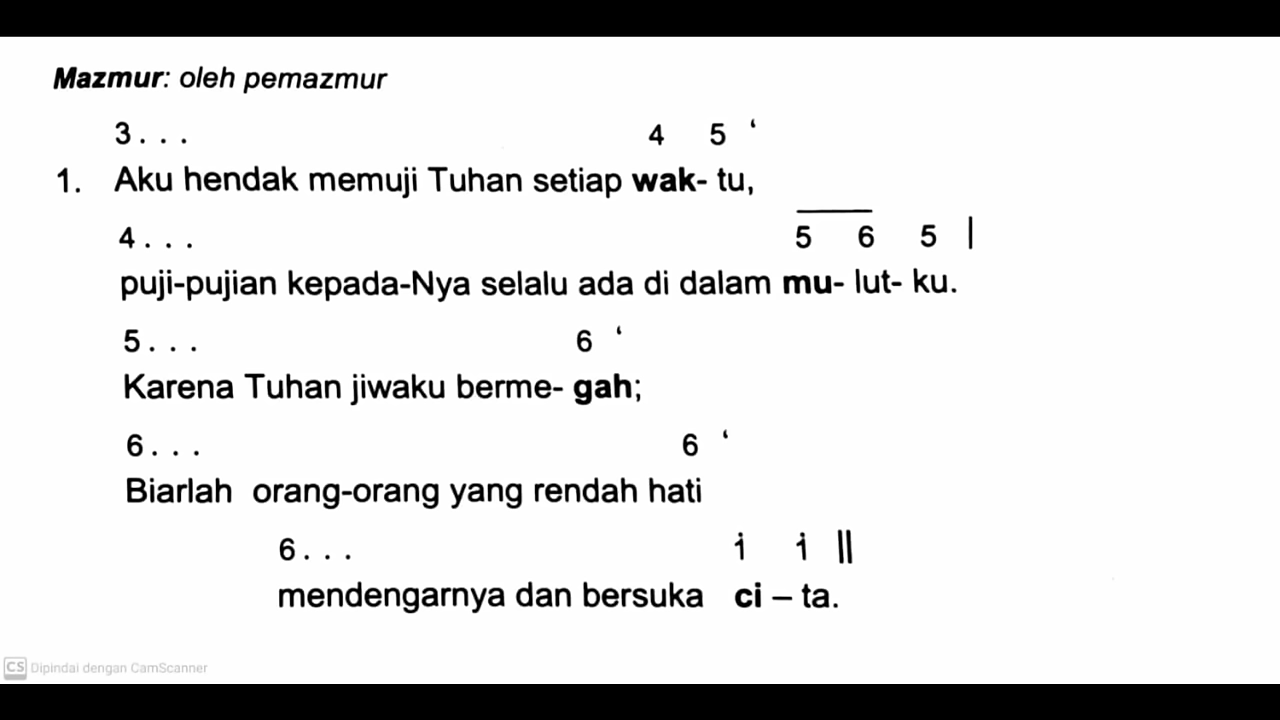 Mazmur: oleh pemazmur
3 . . . 4 5 ‘
1. Aku hendak memuji Tuhan setiap wak- tu,
4 . . . 5 6 5 |
puji-pujian kepada-Nya selalu ada di dalam mu- lut- ku.
5 . . . 6 ‘
Karena Tuhan jiwaku berme- gah;
6 . . . 6 ‘
Biarlah orang-orang yang rendah hati
6 . . . i i ||
mendengarnya dan bersuka ci – ta.
CS Dipindai dengan CamScanner